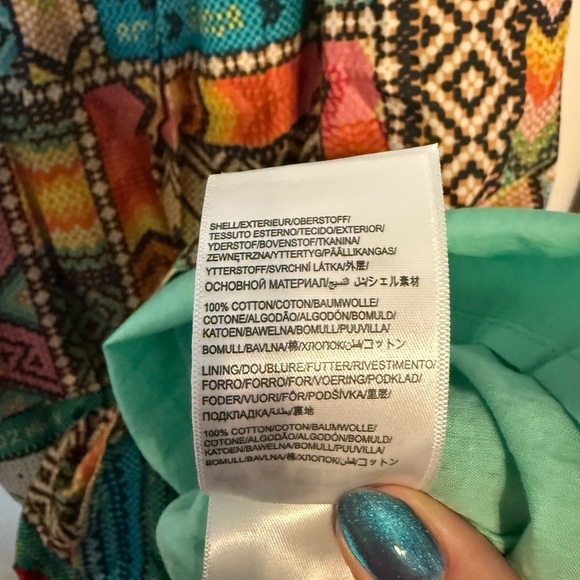 SHELL/EXTERIEUR/OBERSTOFF/
TESSUTO ESTERNO/TECIDO/EXTERIOR/
YDERSTOF/BOVENSTOF/TKANINA/
ZEWNĘTRZNA/YTTERTYG/PÄÄLLIKANGAS/
YTTERSTOFF/SVRCHNÍ LÁTKA/外层/
ОСНОВНОЙ МАТЕРИАЛ/شل النسيج/シェル素材
100% COTTON/COTON/BAUMWOLLE/
COTONE/ALGODÃO/ALGODÓN/BOMULD/
KATOEN/BAWEŁNA/BOMULL/PUUVILLA/
BOMULL/BAVLNA/棉/ХЛОПОК/قطن/コットン
LINING/DOUBLURE/FUTTER/RIVESTIMENTO/
FORRO/FORRO/FOR/VOERING/PODKŁAD/
FODER/VUORI/FÔR/PODŠÍVKA/里层/
ПОДКЛАДКА/بطانة/裏地
100% COTTON/COTON/BAUMWOLLE/
COTONE/ALGODÃO/ALGODÓN/BOMULD/
KATOEN/BAWEŁNA/BOMULL/PUUVILLA/
BOMULL/BAVLNA/棉/ХЛОПОК/قطن/コットン